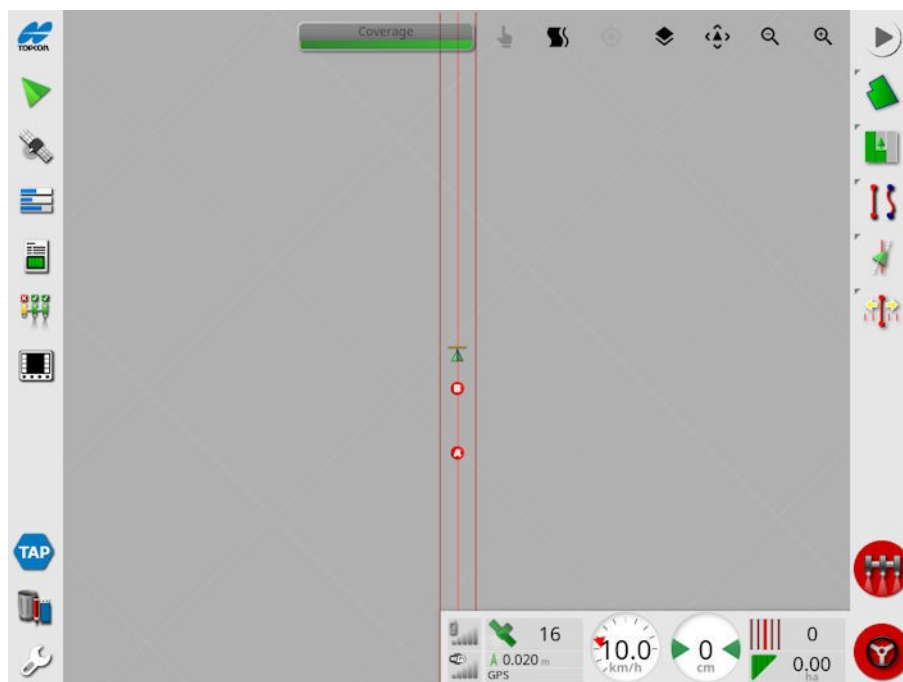 TOPCON
Coverage
B
A
TAP
16
0.020 m
GPS
10.0
km/h
0
cm
0
0.00
ha